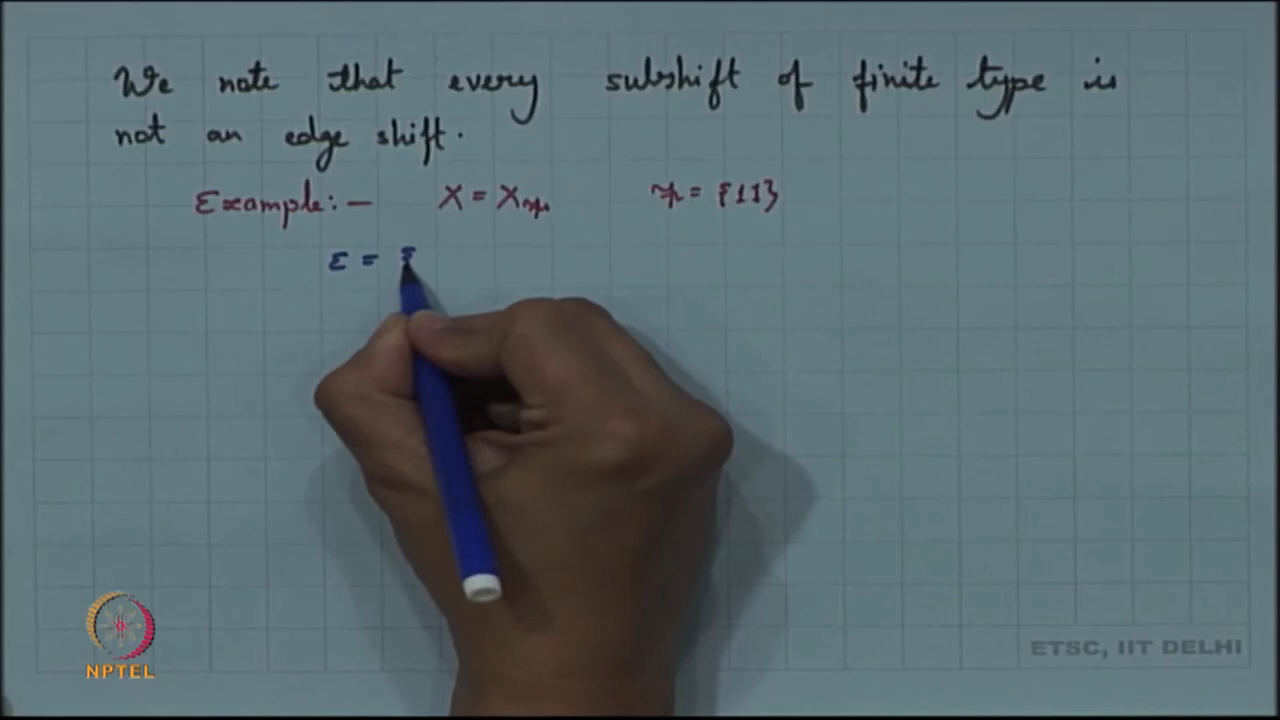 We note that every subshift of finite type is
not an edge shift.
Example:— X = X𝓕 𝓕 = {11}
ε = {
NPTEL
ETSC, IIT DELHI